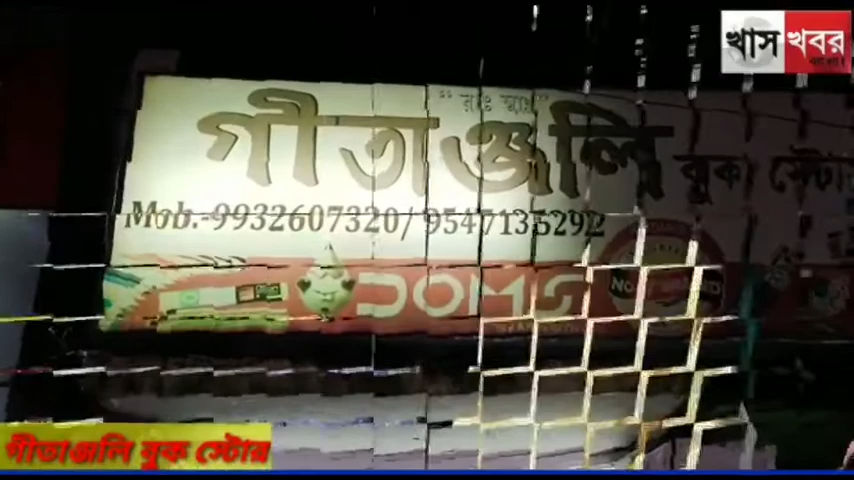 খাস খবর
গীতাঞ্জলি বুক স্টোর
Mob.-9932607320/9547135292
DOMS
গীতাঞ্জলি বুক স্টোর